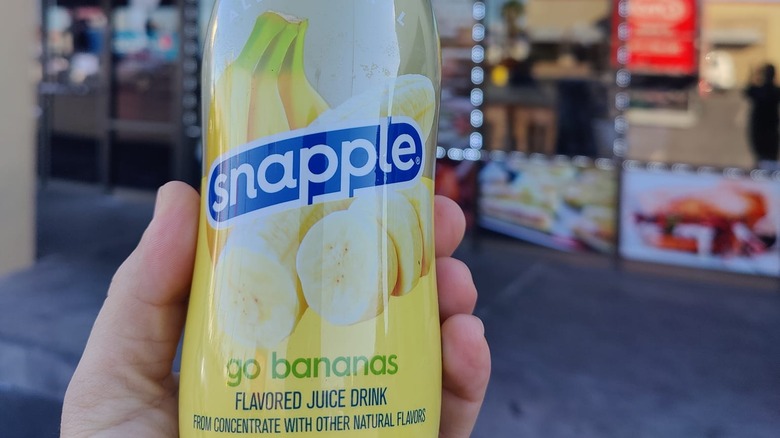 snapple®
go bananas
FLAVORED JUICE DRINK
FROM CONCENTRATE WITH OTHER NATURAL FLAVORS